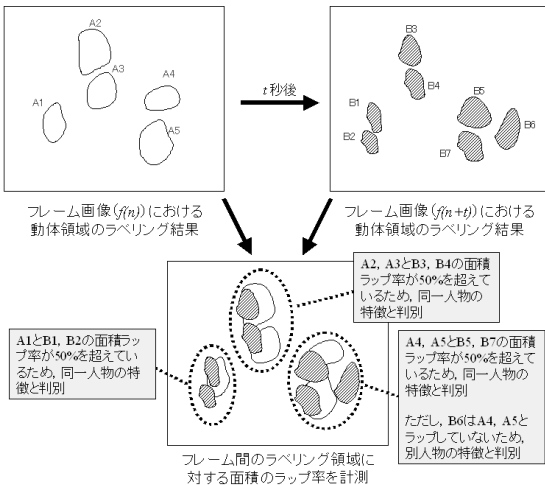 A2
A3
A4
A1
A5
t 秒後
B3
B4
B1
B2
B5
B6
B7
フレーム画像(f(n))における
動体領域のラベリング結果
フレーム画像(f(n+t))における
動体領域のラベリング結果
A2, A3とB3, B4の面積
ラップ率が50%を超えて
いるため, 同一人物の
特徴と判別
A1とB1, B2の面積ラッ
プ率が50%を超えてい
るため, 同一人物の特
徴と判別
A4, A5とB5, B7の面積
ラップ率が50%を超えて
いるため, 同一人物の
特徴と判別
ただし, B6はA4, A5と
ラップしていないため,
別人物の特徴と判別
フレーム間のラベリング領域に
対する面積のラップ率を計測